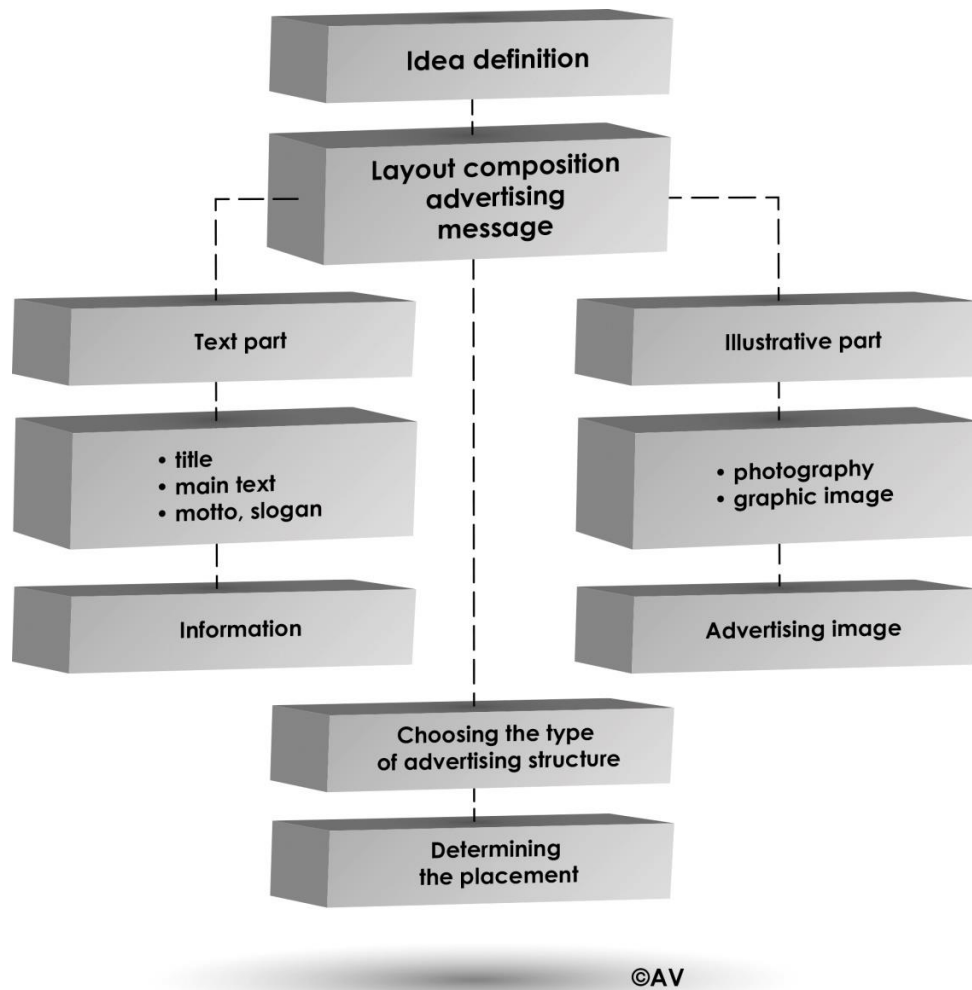 Idea definition
Layout composition
advertising
message
Text part
• title
• main text
• motto, slogan
Information
Illustrative part
• photography
• graphic image
Advertising image
Choosing the type
of advertising structure
Determining
the placement
©AV